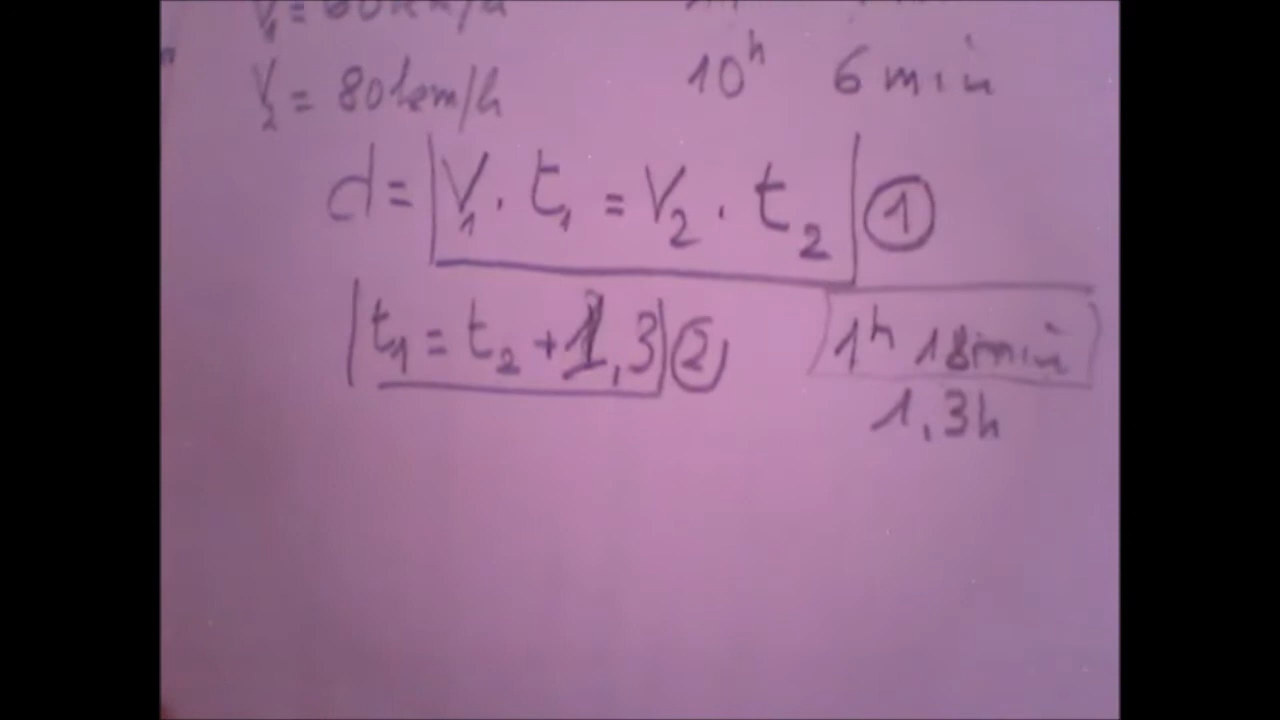 V₂ = 80km/h
10ʰ 6min
d = V₁ · t₁ = V₂ · t₂ ①
t₁ = t₂ + 1,3 ②
1ʰ 18min
1,3h